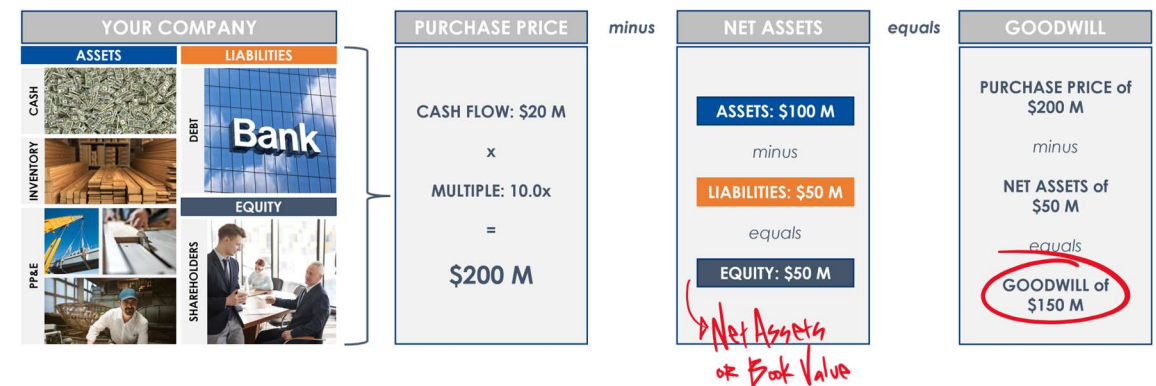 YOUR COMPANY
ASSETS
LIABILITIES
CASH
INVENTORY
PP&E
DEBT
Bank
EQUITY
SHAREHOLDERS
PURCHASE PRICE
CASH FLOW: $20 M
x
MULTIPLE: 10.0x
=
$200 M
minus
NET ASSETS
ASSETS: $100 M
minus
LIABILITIES: $50 M
equals
EQUITY: $50 M
Net Assets
or Book Value
equals
GOODWILL
PURCHASE PRICE of
$200 M
minus
NET ASSETS of
$50 M
equals
GOODWILL of
$150 M